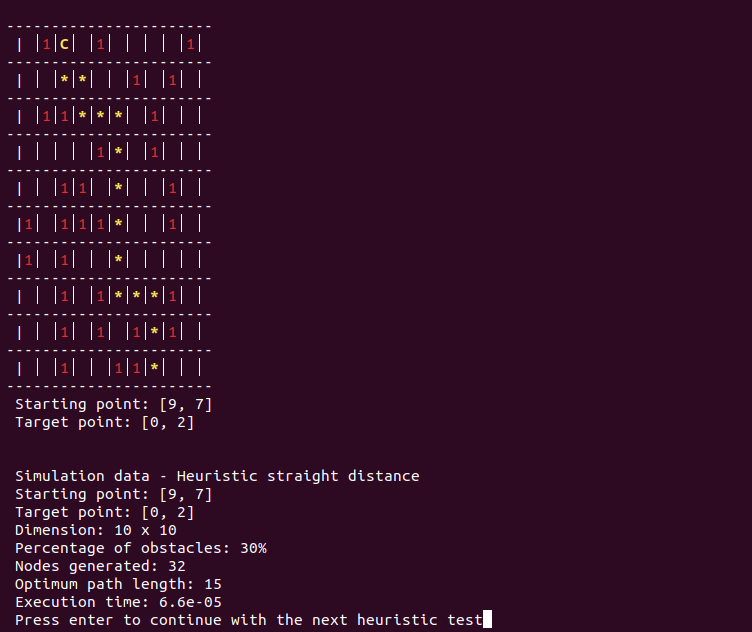 -----------------------
| |1|C| |1| | | | |1|
-----------------------
| | |*|*| | |1| |1| |
-----------------------
| |1|1|*|*|*| |1| | |
-----------------------
| | | | |1|*| |1| | |
-----------------------
| | |1|1| |*| | |1| |
-----------------------
|1| |1|1|1|*| | |1| |
-----------------------
|1| |1| | |*| | | | |
-----------------------
| | |1| |1|*|*|*|1| |
-----------------------
| | |1| |1| |1|*|1| |
-----------------------
| | |1| | |1|1|*| | |
-----------------------
Starting point: [9, 7]
Target point: [0, 2]
Simulation data - Heuristic straight distance
Starting point: [9, 7]
Target point: [0, 2]
Dimension: 10 x 10
Percentage of obstacles: 30%
Nodes generated: 32
Optimum path length: 15
Execution time: 6.6e-05
Press enter to continue with the next heuristic test